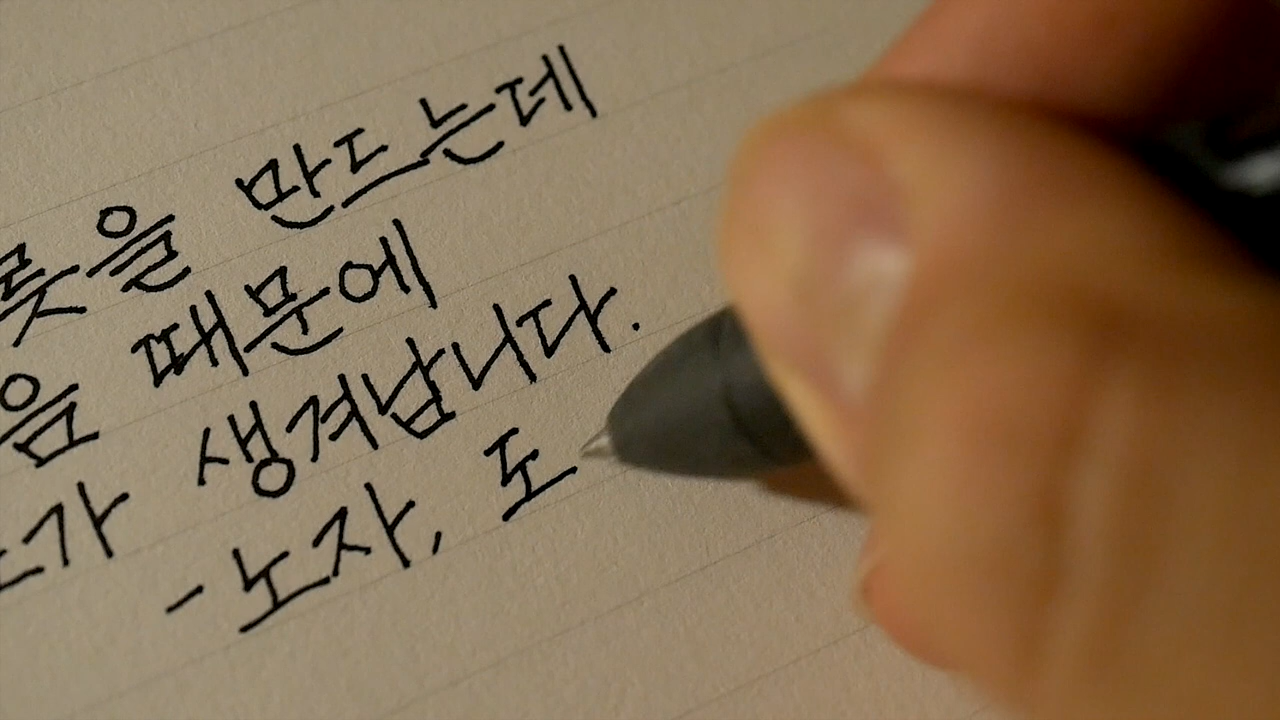 릇을 만드는데
음 때문에
가 생겨납니다.
- 노자, 도